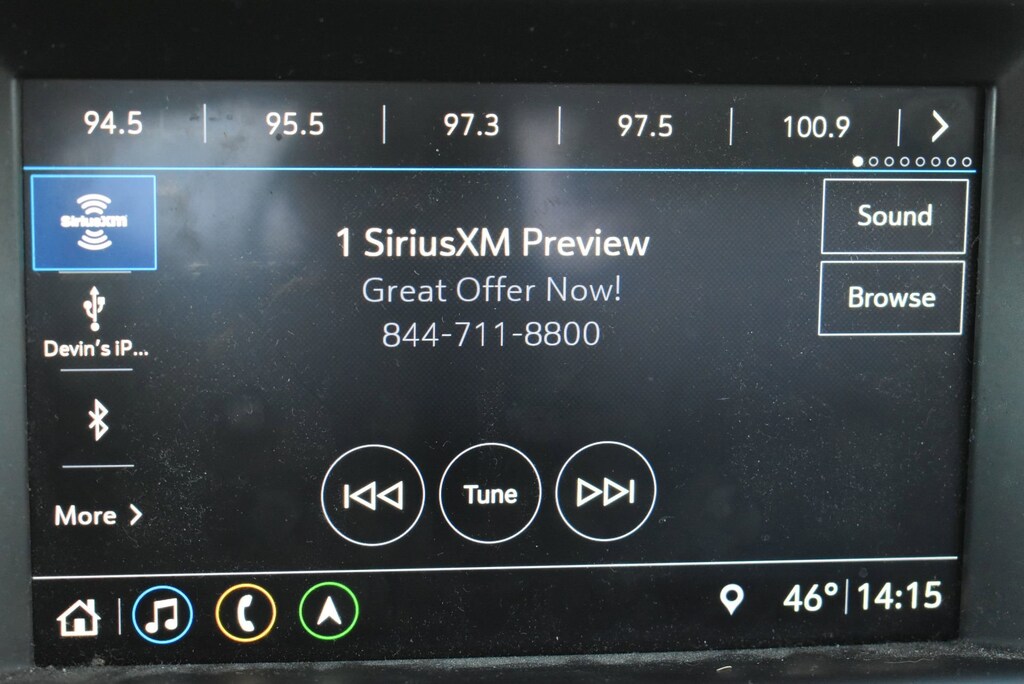 94.5 95.5 97.3 97.5 100.9
SiriusXM
Sound
1 SiriusXM Preview
Great Offer Now!
844-711-8800
Browse
Devin's iP...
More
Tune
46° 14:15